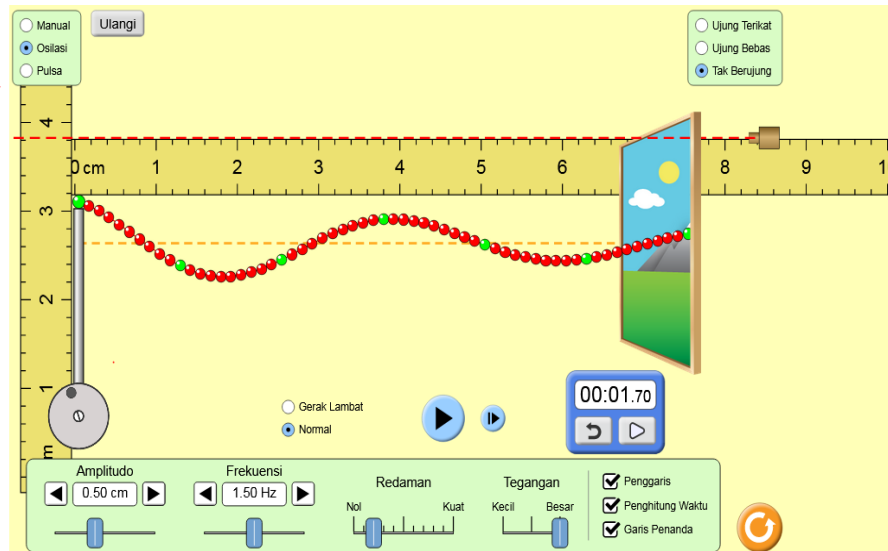 Manual
Osilasi
Pulsa
Ulangi
Ujung Terikat
Ujung Bebas
Tak Berujung
4
3
2
1
m
0 cm 1 2 3 4 5 6 8 9 1
Gerak Lambat
Normal
00:01.70
Amplitudo
0.50 cm
Frekuensi
1.50 Hz
Redaman
Nol Kuat
Tegangan
Kecil Besar
Penggaris
Penghitung Waktu
Garis Penanda